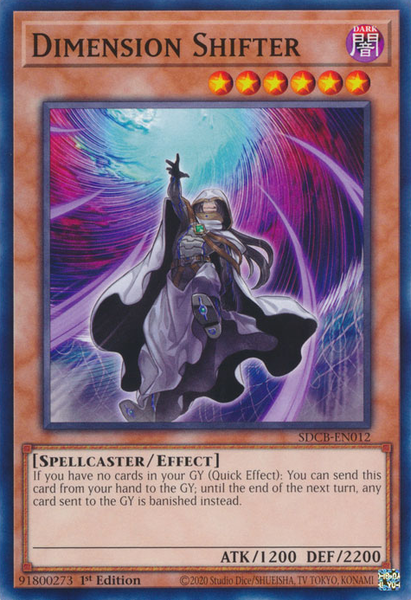 DIMENSION SHIFTER
DARK
闇
SDCB-EN012
[SPELLCASTER/EFFECT]
If you have no cards in your GY (Quick Effect): You can send
this card from your hand to the GY; until the end of the next turn, any
card sent to the GY is banished instead.
ATK/1200 DEF/2200
91800273 1st Edition ©2020 Studio Dice/SHUEISHA, TV TOKYO, KONAMI